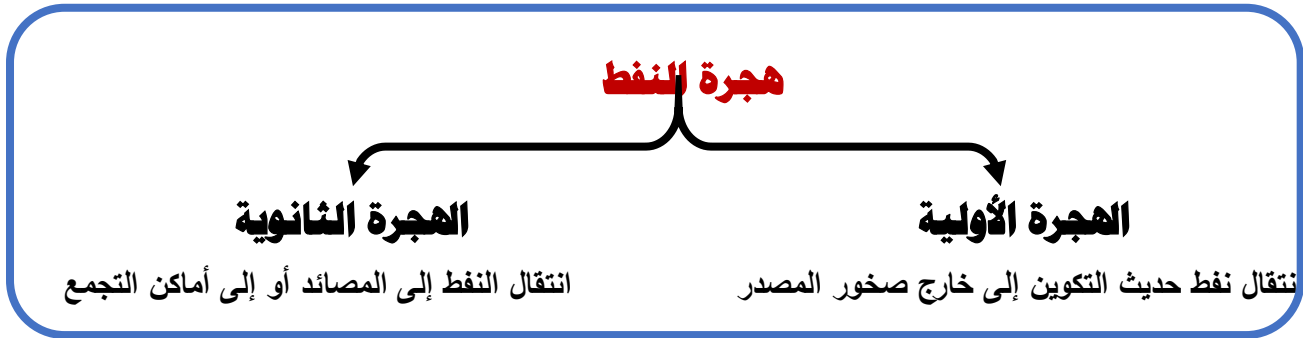 هجرة النفط
الهجرة الأولية
نتقال نفط حديث التكوين إلى خارج صخور المصدر
الهجرة الثانوية
انتقال النفط إلى المصائد أو إلى أماكن التجمع